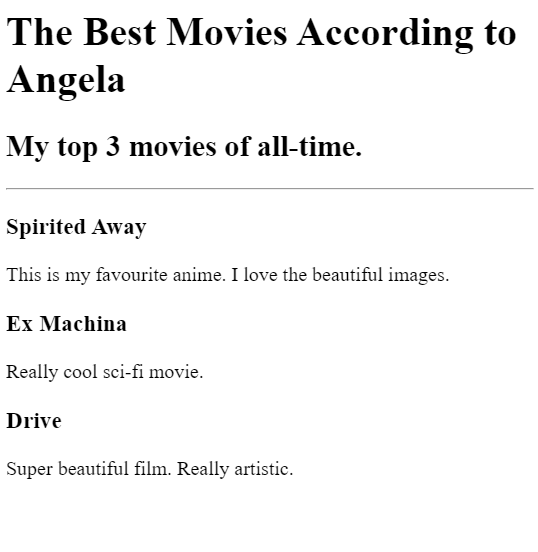 The Best Movies According to
Angela
My top 3 movies of all-time.
Spirited Away
This is my favourite anime. I love the beautiful images.
Ex Machina
Really cool sci-fi movie.
Drive
Super beautiful film. Really artistic.